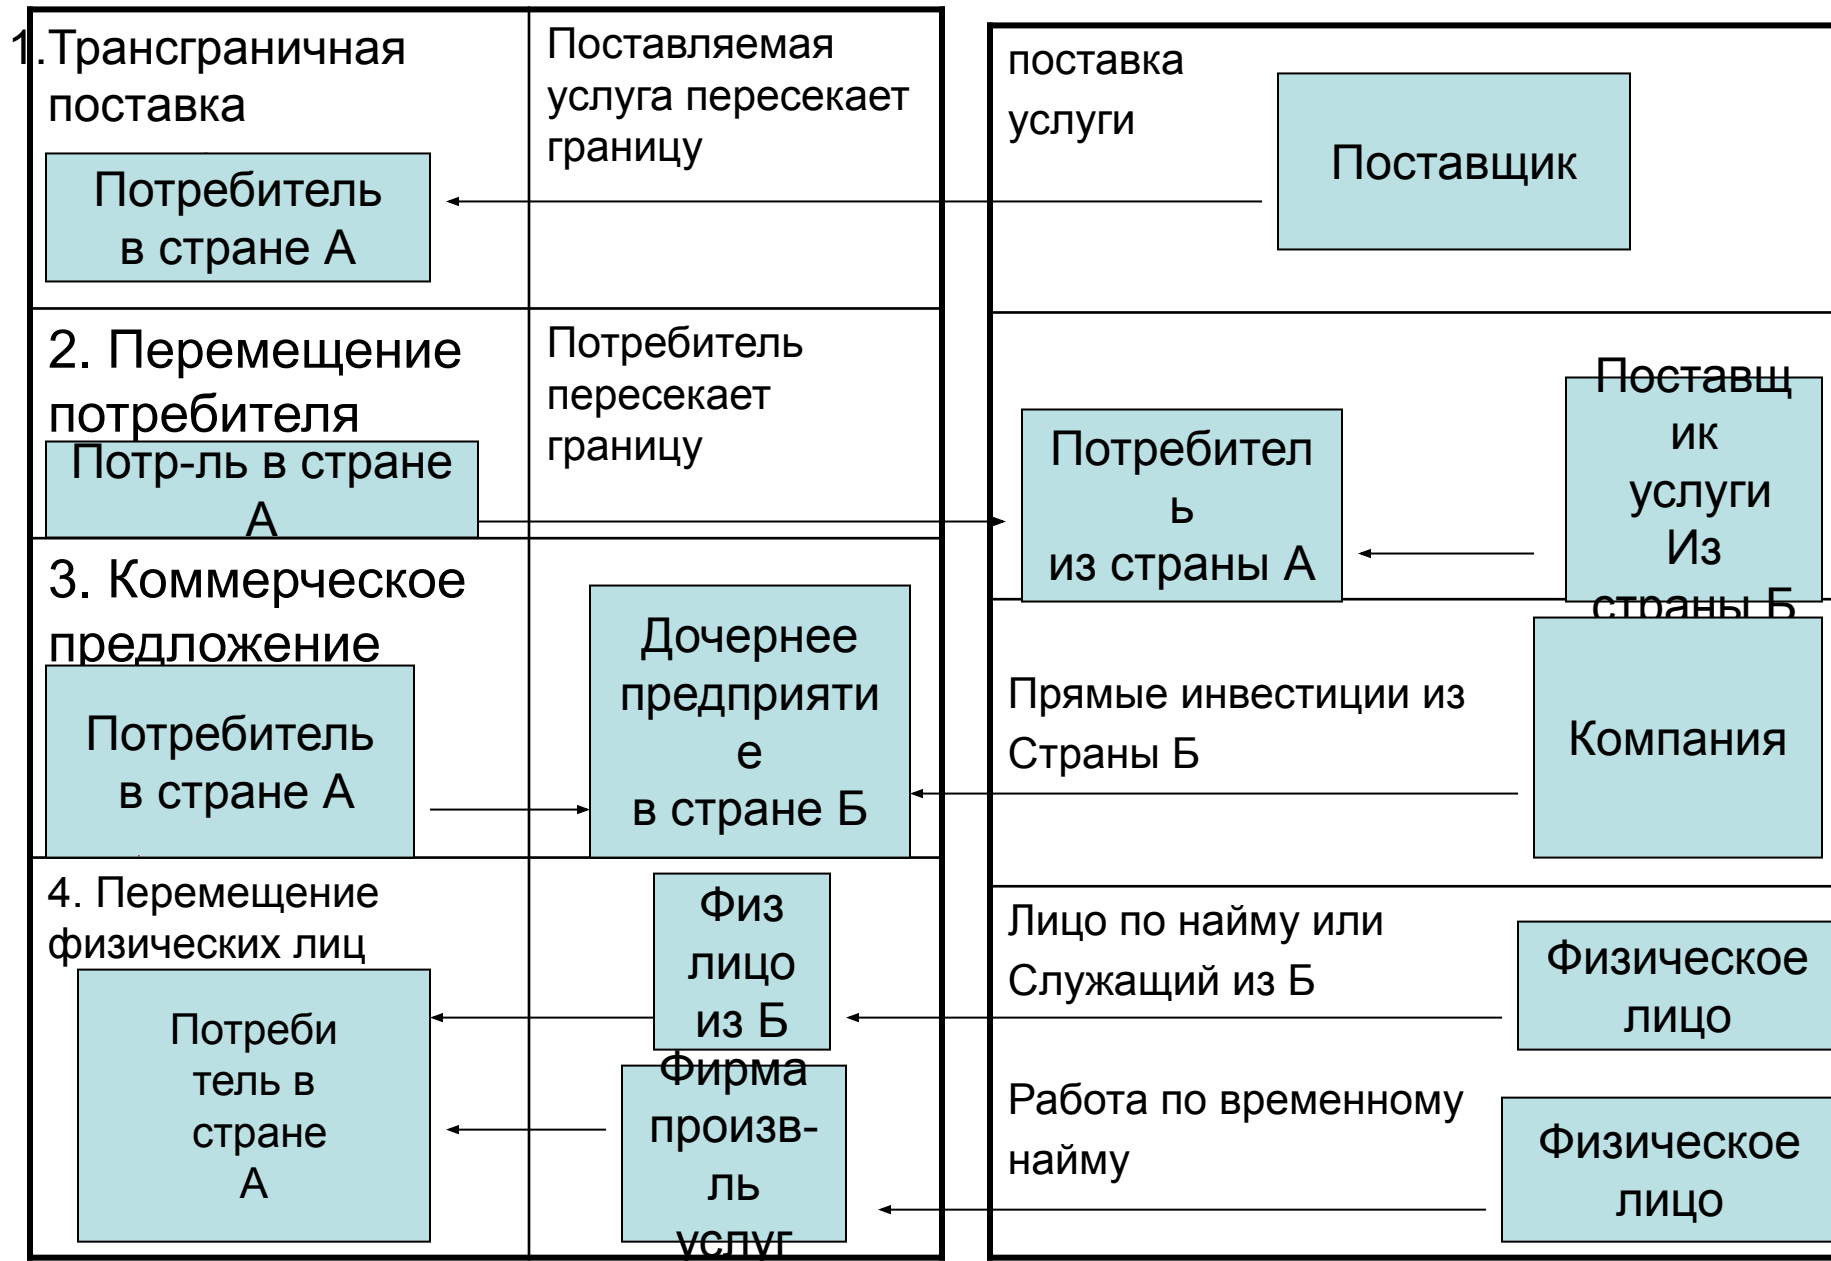 1.Трансграничная
поставка
Потребитель
в стране А
Поставляемая
услуга пересекает
границу
поставка
услуги
Поставщик
2. Перемещение
потребителя
Потр-ль в стране
А
Потребитель
пересекает
границу
Потребител
ь
из страны А
Поставщ
ик
услуги
Из
страны Б
3. Коммерческое
предложение
Потребитель
в стране А
Дочернее
предприяти
е
в стране Б
Прямые инвестиции из
Страны Б
Компания
4. Перемещение
физических лиц
Потреби
тель в
стране
А
Физ
лицо
из Б
Фирма
произв-
ль
услуг
Лицо по найму или
Служащий из Б
Физическое
лицо
Работа по временному
найму
Физическое
лицо